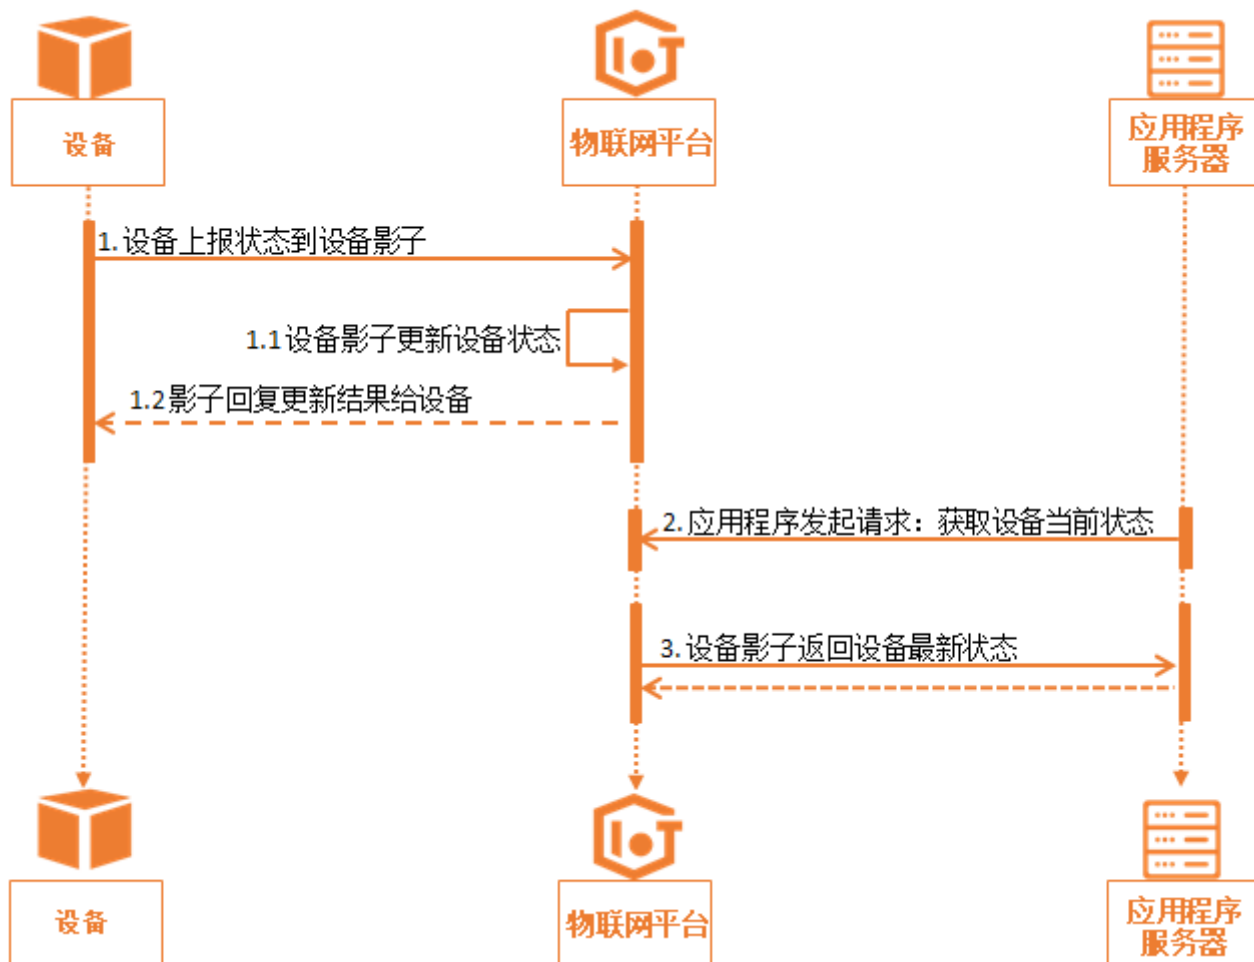 IOT
设备
物联网平台
应用程序
服务器
1. 设备上报状态到设备影子
1.1 设备影子更新设备状态
1.2 影子回复更新结果给设备
2. 应用程序发起请求：获取设备当前状态
3. 设备影子返回设备最新状态
IOT
设备
物联网平台
应用程序
服务器